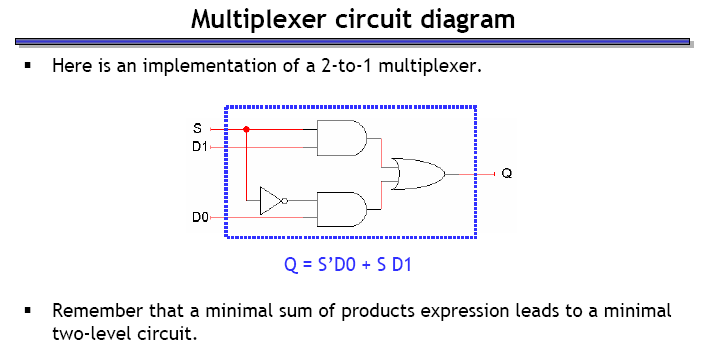 Multiplexer circuit diagram
▪ Here is an implementation of a 2-to-1 multiplexer.
S
D1
Q
D0
Q = S’D0 + S D1
▪ Remember that a minimal sum of products expression leads to a minimal
two-level circuit.